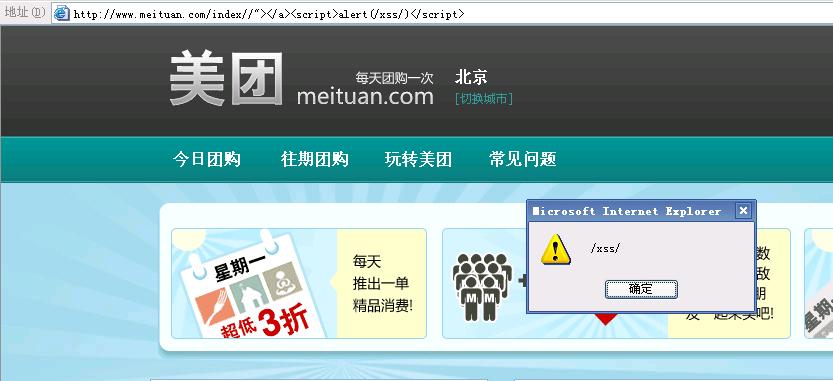 地址(D) http://www.meituan.com/index//"></a><script>alert(/xss/)</script>
美团
每天团购一次
meituan.com
北京
[切换城市]
今日团购 往期团购 玩转美团 常见问题
Microsoft Internet Explorer
/xss/
确定
星期一
超低3折
每天
推出一单
精品消费!
M M
数
敌
朋
一起来美吧!
星期